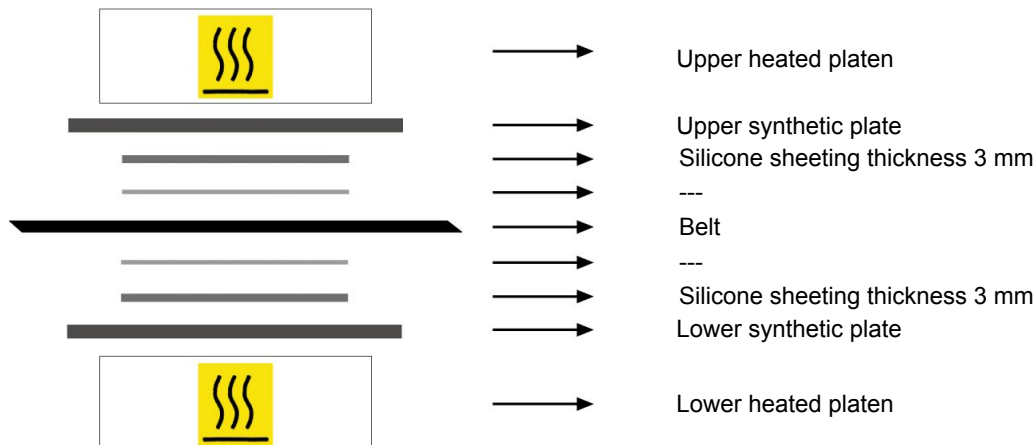 Upper heated platen
Upper synthetic plate
Silicone sheeting thickness 3 mm
---
Belt
---
Silicone sheeting thickness 3 mm
Lower synthetic plate
Lower heated platen